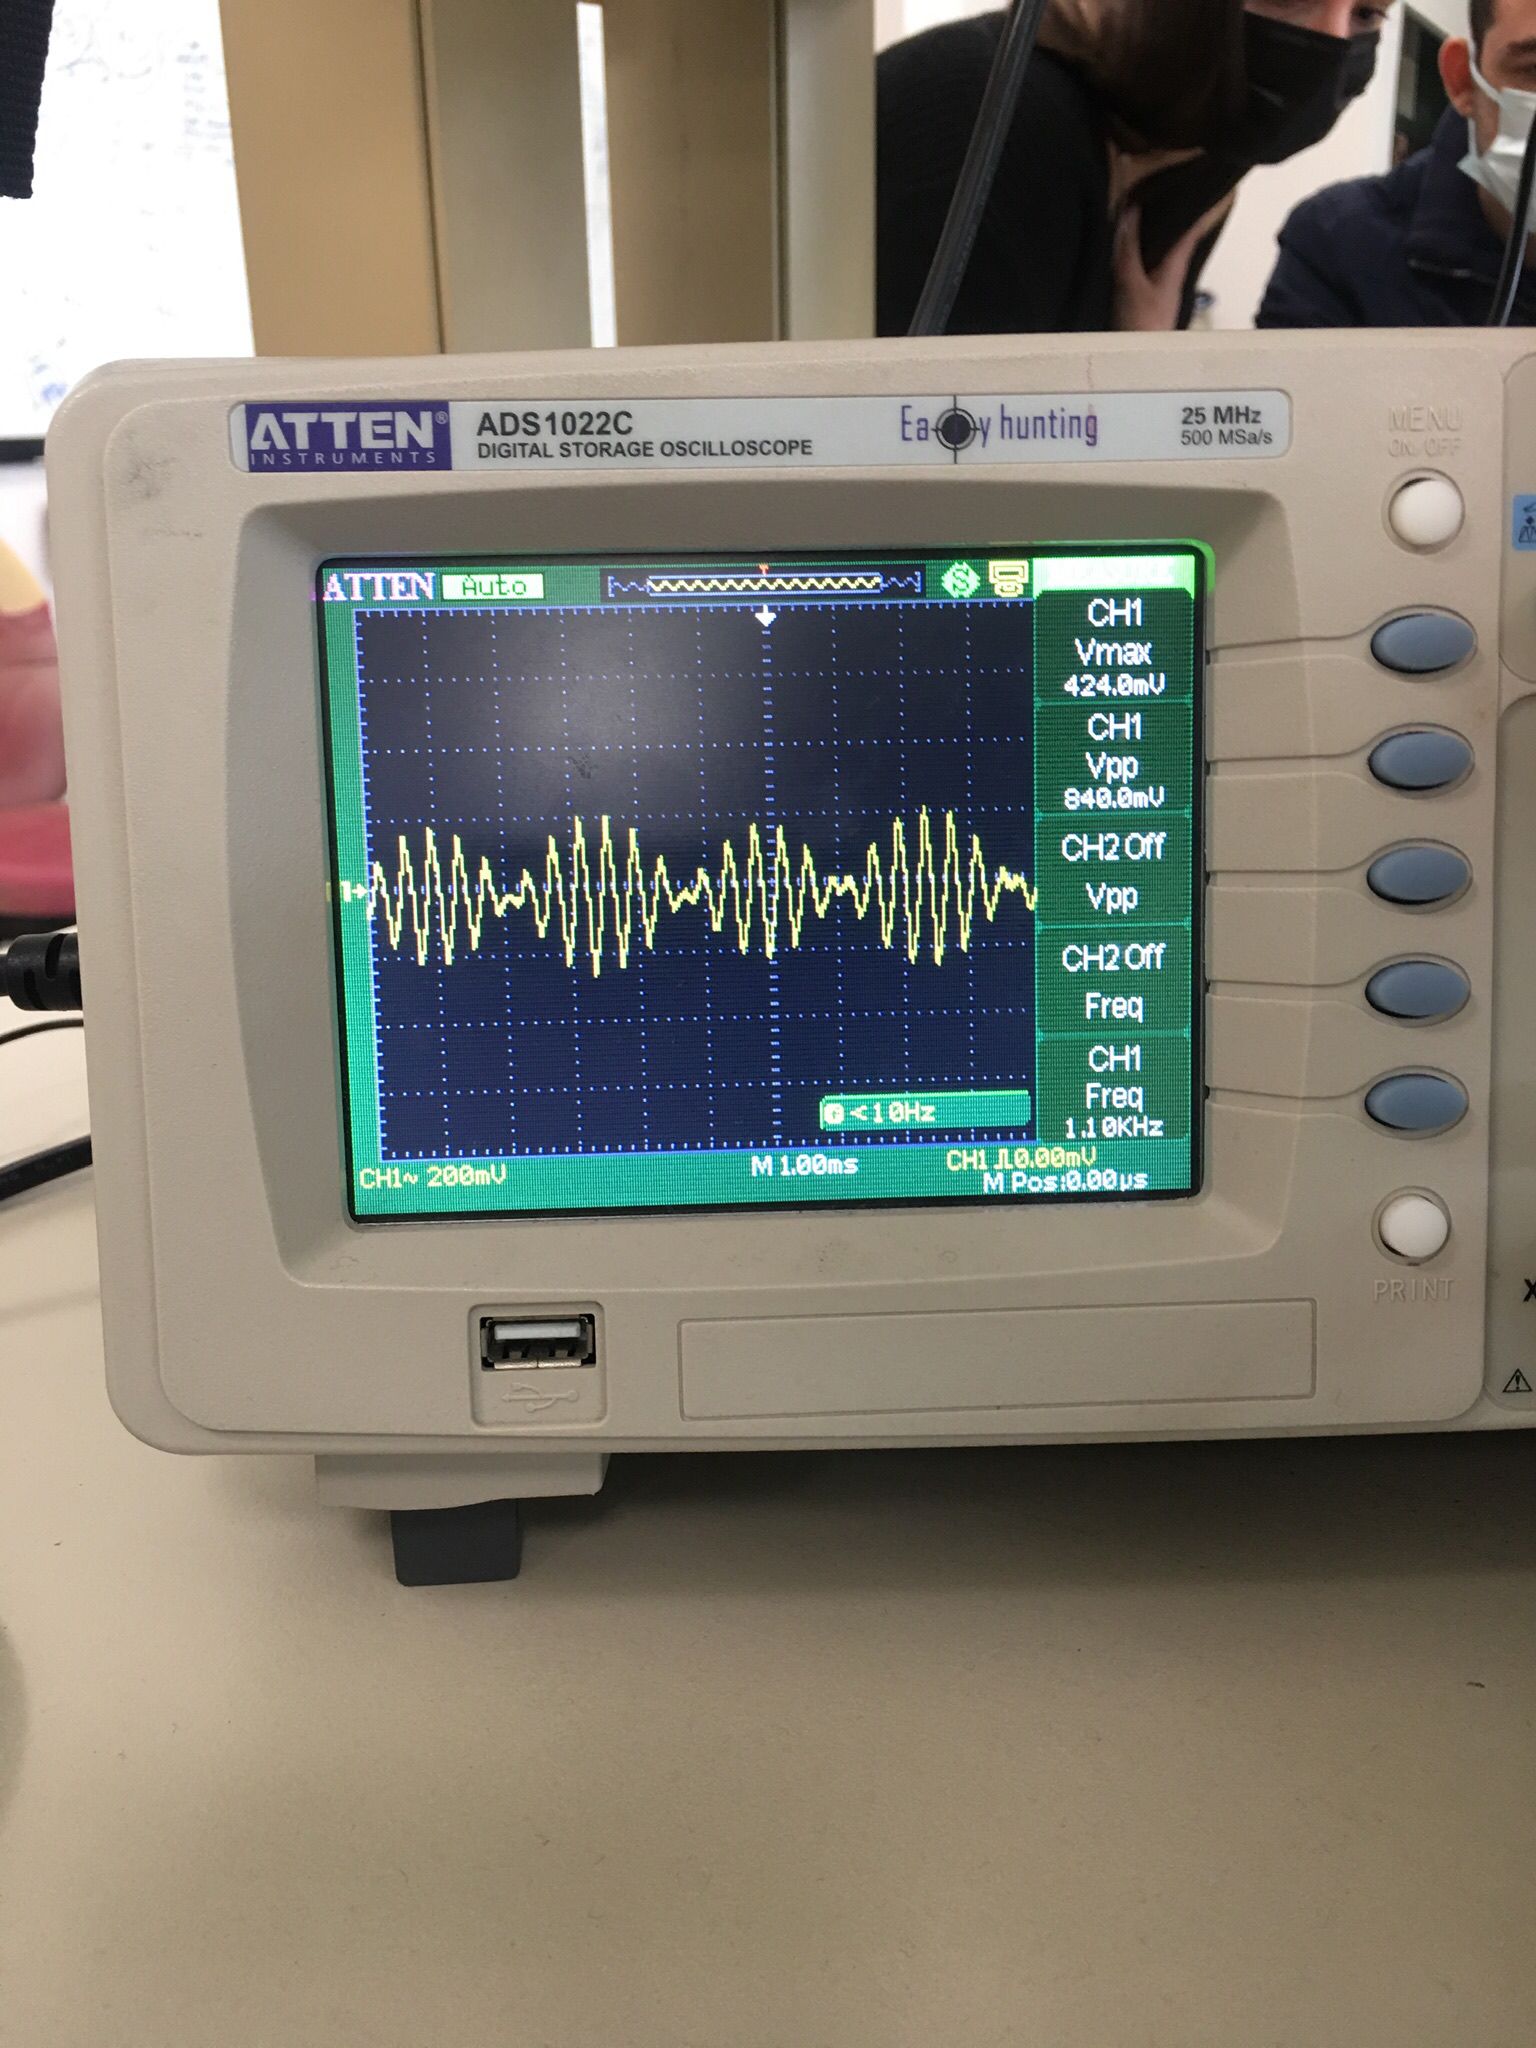 ATTEN®
INSTRUMENTS
ADS1022C
DIGITAL STORAGE OSCILLOSCOPE
Ea y hunting
25 MHz
500 MSa/s
MENU
ON/OFF
ATTEN
Auto
T
S
CH1
Vmax
424.0mV
CH1
Vpp
840.0mV
CH2 Off
Vpp
CH2 Off
Freq
CH1
Freq
1.10KHz
<10Hz
CH1~ 200mV
M 1.00ms
CH1 0.00mV
M Pos:0.00µs
PRINT
X